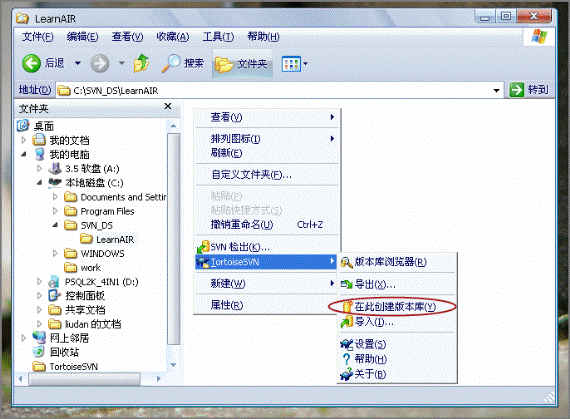 LearnAIR
文件(F) 编辑(E) 查看(V) 收藏(A) 工具(T) 帮助(H)
后退 搜索 文件夹
地址(D) C:\SVN_DS\LearnAIR 转到
文件夹
桌面
我的文档
我的电脑
3.5 软盘 (A:)
本地磁盘 (C:)
Documents and Settin
Program Files
SVN_DS
LearnAIR
WINDOWS
work
PSQL2K_4IN1 (D:)
控制面板
共享文档
liudan 的文档
网上邻居
回收站
TortoiseSVN
查看(V)
排列图标(I)
刷新(E)
自定义文件夹(F)...
粘贴(P)
粘贴快捷方式(S)
撤销重命名(U) Ctrl+Z
SVN 检出(K)...
TortoiseSVN
新建(W)
属性(R)
版本库浏览器(R)
导出(X)...
在此创建版本库(Y)
导入(I)...
设置(S)
帮助(H)
关于(B)